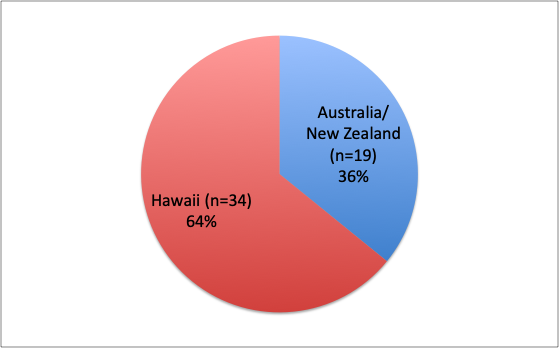 Australia/
New Zealand
(n=19)
36%
Hawaii (n=34)
64%